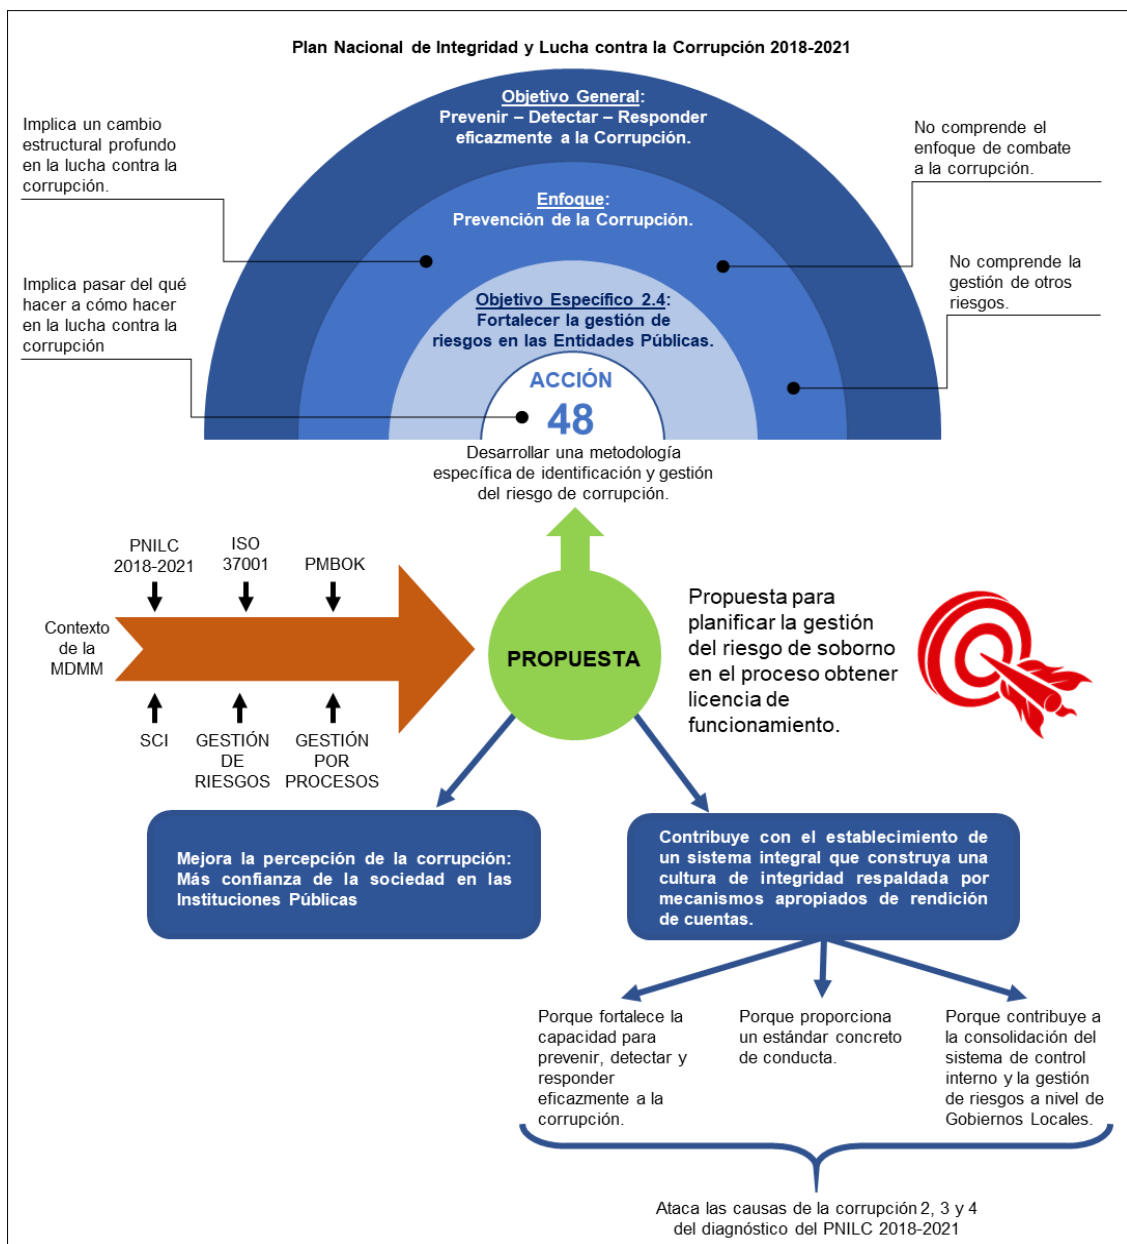 Plan Nacional de Integridad y Lucha contra la Corrupción 2018-2021
Objetivo General:
Prevenir – Detectar – Responder
eficazmente a la Corrupción.
Implica un cambio
estructural profundo
en la lucha contra la
corrupción.
No comprende el
enfoque de combate
a la corrupción.
Enfoque:
Prevención de la Corrupción.
Implica pasar del qué
hacer a cómo hacer
en la lucha contra la
corrupción
No comprende la
gestión de otros
riesgos.
Objetivo Específico 2.4:
Fortalecer la gestión de
riesgos en las Entidades Públicas.
ACCIÓN
48
Desarrollar una metodología
específica de identificación y gestión
del riesgo de corrupción.
PNILC
2018-2021
ISO
37001
PMBOK
Contexto
de la
MDMM
SCI
GESTIÓN
DE
RIESGOS
GESTIÓN
POR
PROCESOS
PROPUESTA
Propuesta para
planificar la gestión
del riesgo de soborno
en el proceso obtener
licencia de
funcionamiento.
Mejora la percepción de la corrupción:
Más confianza de la sociedad en las
Instituciones Públicas
Contribuye con el establecimiento de
un sistema integral que construya una
cultura de integridad respaldada por
mecanismos apropiados de rendición
de cuentas.
Porque fortalece la
capacidad para
prevenir, detectar y
responder
eficazmente a la
corrupción.
Porque proporciona
un estándar concreto
de conducta.
Porque contribuye a
la consolidación del
sistema de control
interno y la gestión
de riesgos a nivel de
Gobiernos Locales.
Ataca las causas de la corrupción 2, 3 y 4
del diagnóstico del PNILC 2018-2021